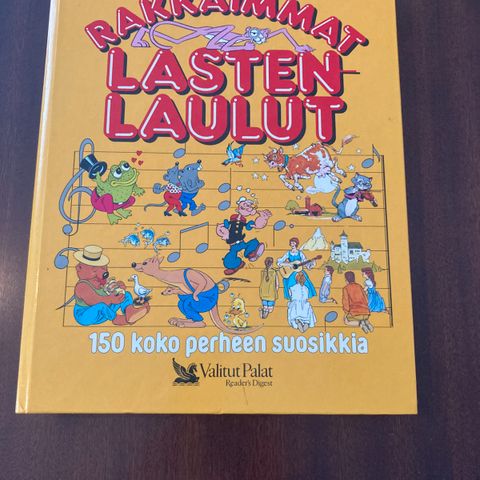 RAKKAIMMAT
LASTEN-
LAULUT
150 koko perheen suosikkia
Valitut Palat
Reader's Digest